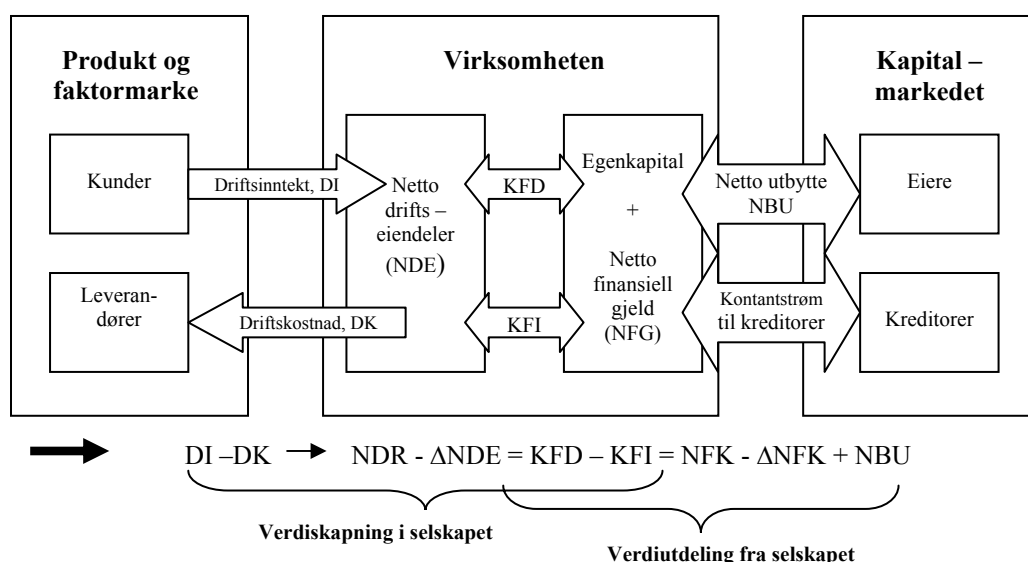 Produkt og
faktormarke
Kunder
Leveran-
dører
Driftsinntekt, DI
Driftskostnad, DK
Virksomheten
Netto
drifts –
eiendeler
(NDE)
KFD
KFI
Egenkapital
+
Netto
finansiell
gjeld
(NFG)
Netto utbytte
NBU
Kontantstrøm
til kreditorer
Kapital –
markedet
Eiere
Kreditorer
DI –DK → NDR - ΔNDE = KFD – KFI = NFK - ΔNFK + NBU
Verdiskapning i selskapet
Verdiutdeling fra selskapet